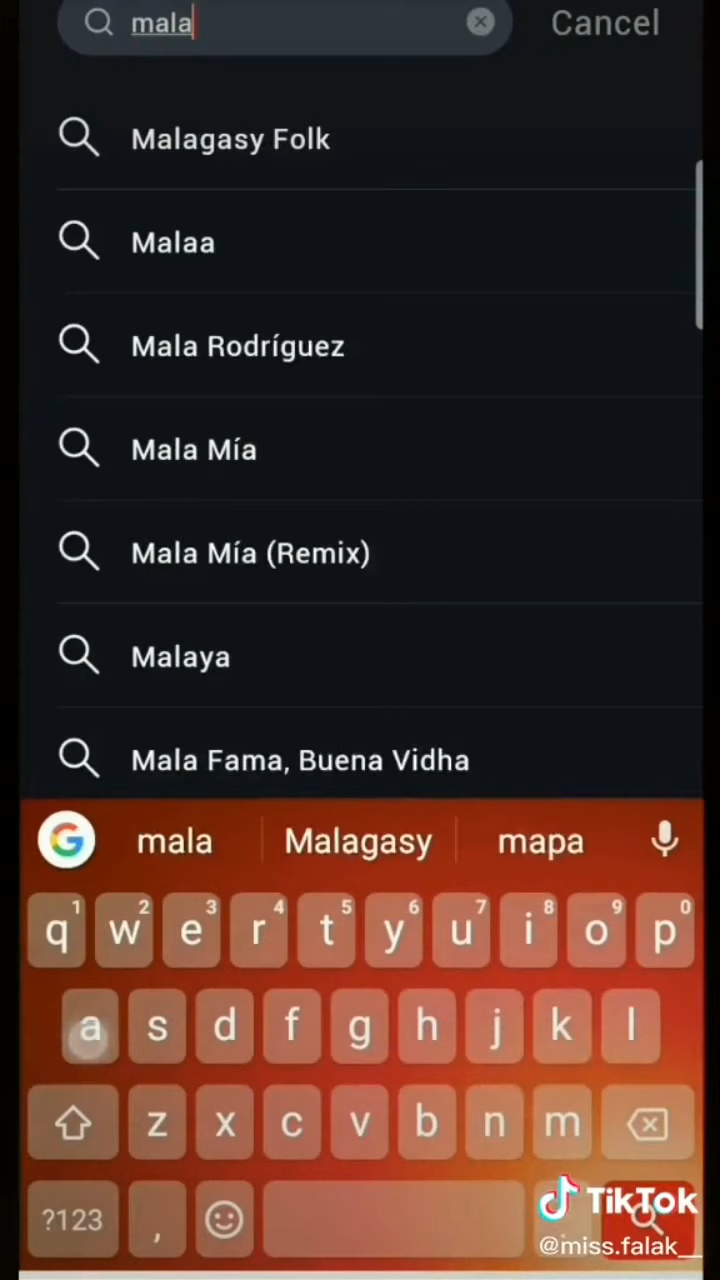 mala
Cancel
Malagasy Folk
Malaa
Mala Rodríguez
Mala Mía
Mala Mía (Remix)
Malaya
Mala Fama, Buena Vidha
mala Malagasy mapa
1 2 3 4 5 6 7 8 9 0
q w e r t y u i o p
a s d f g h j k l
z x c v b n m
?123 ,
TikTok
@miss.falak__